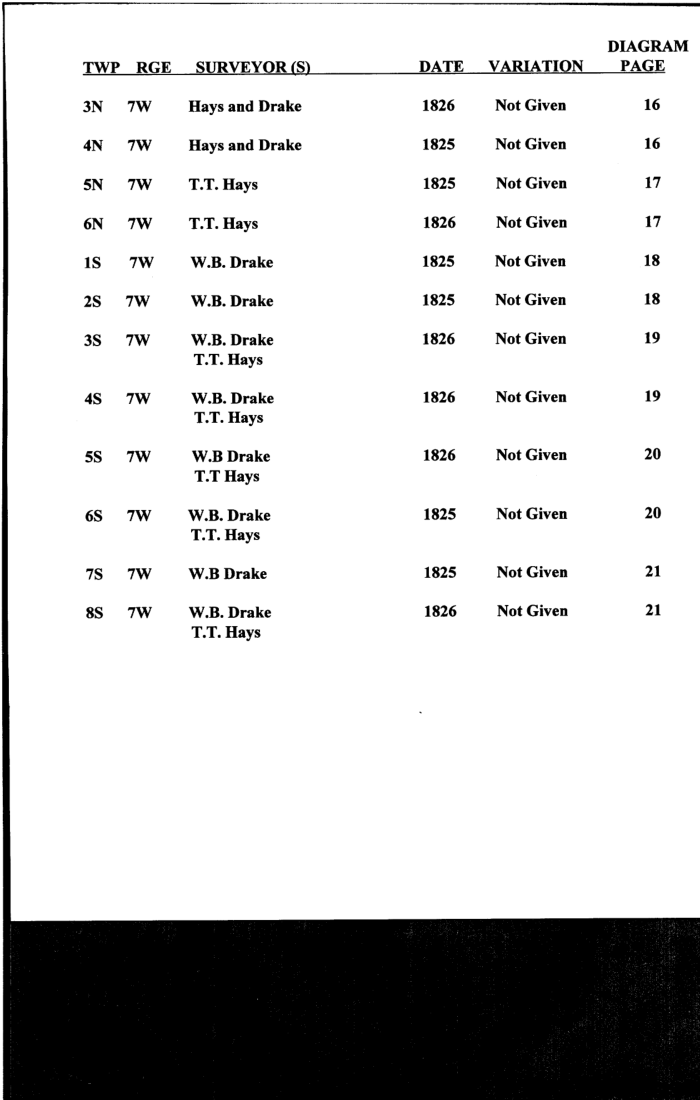 DIAGRAM
TWP RGE SURVEYOR (S) DATE VARIATION PAGE
3N 7W Hays and Drake 1826 Not Given 16
4N 7W Hays and Drake 1825 Not Given 16
5N 7W T.T. Hays 1825 Not Given 17
6N 7W T.T. Hays 1826 Not Given 17
1S 7W W.B. Drake 1825 Not Given 18
2S 7W W.B. Drake 1825 Not Given 18
3S 7W W.B. Drake 1826 Not Given 19
T.T. Hays
4S 7W W.B. Drake 1826 Not Given 19
T.T. Hays
5S 7W W.B Drake 1826 Not Given 20
T.T Hays
6S 7W W.B. Drake 1825 Not Given 20
T.T. Hays
7S 7W W.B Drake 1825 Not Given 21
8S 7W W.B. Drake 1826 Not Given 21
T.T. Hays